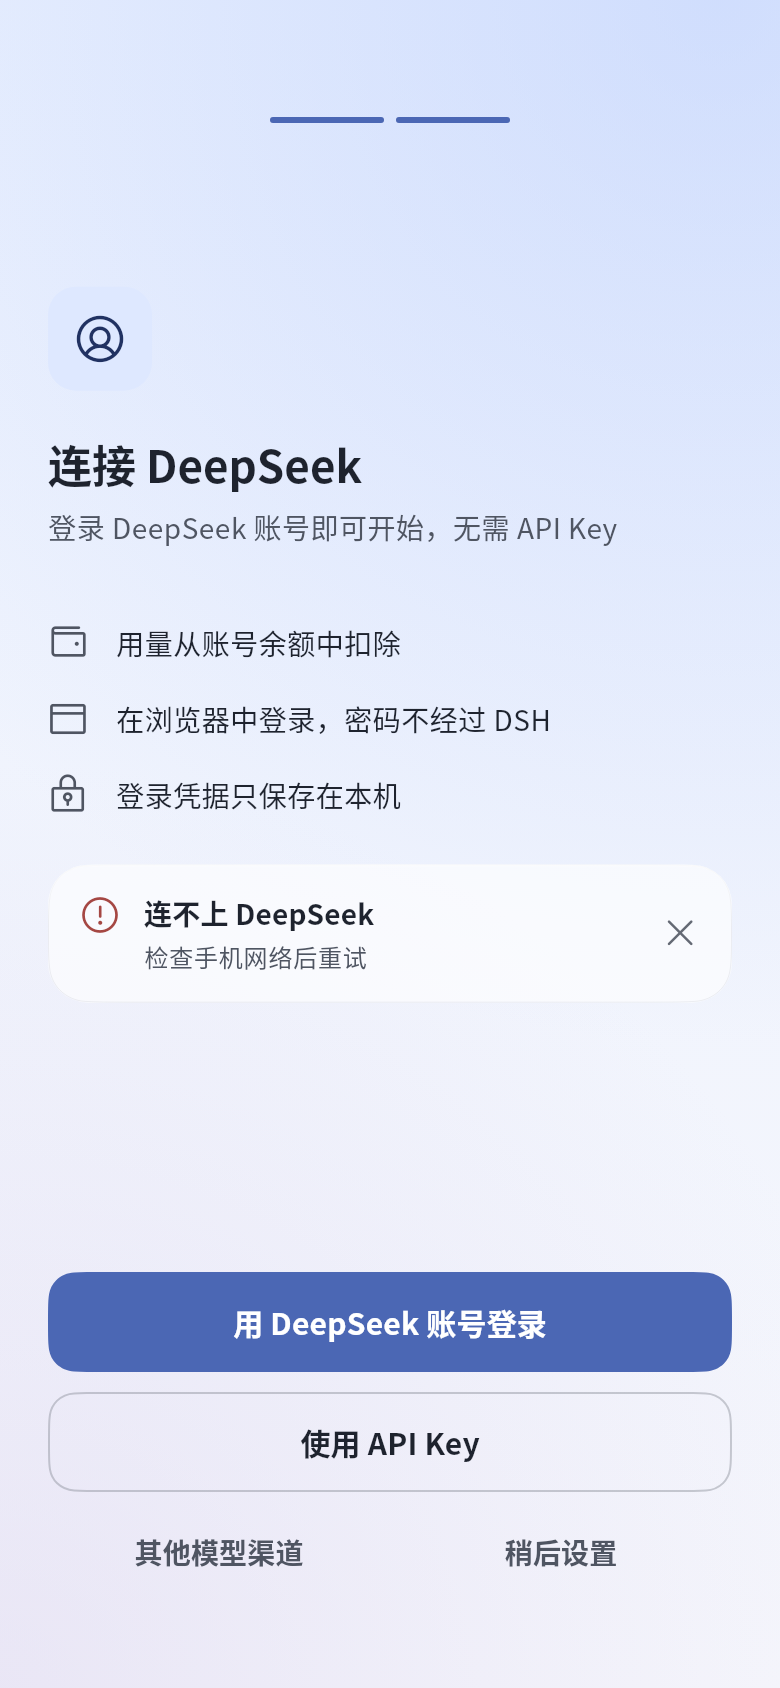 连接 DeepSeek
登录 DeepSeek 账号即可开始，无需 API Key
用量从账号余额中扣除
在浏览器中登录，密码不经过 DSH
登录凭据只保存在本机
连不上 DeepSeek
检查手机网络后重试
用 DeepSeek 账号登录
使用 API Key
其他模型渠道
稍后设置